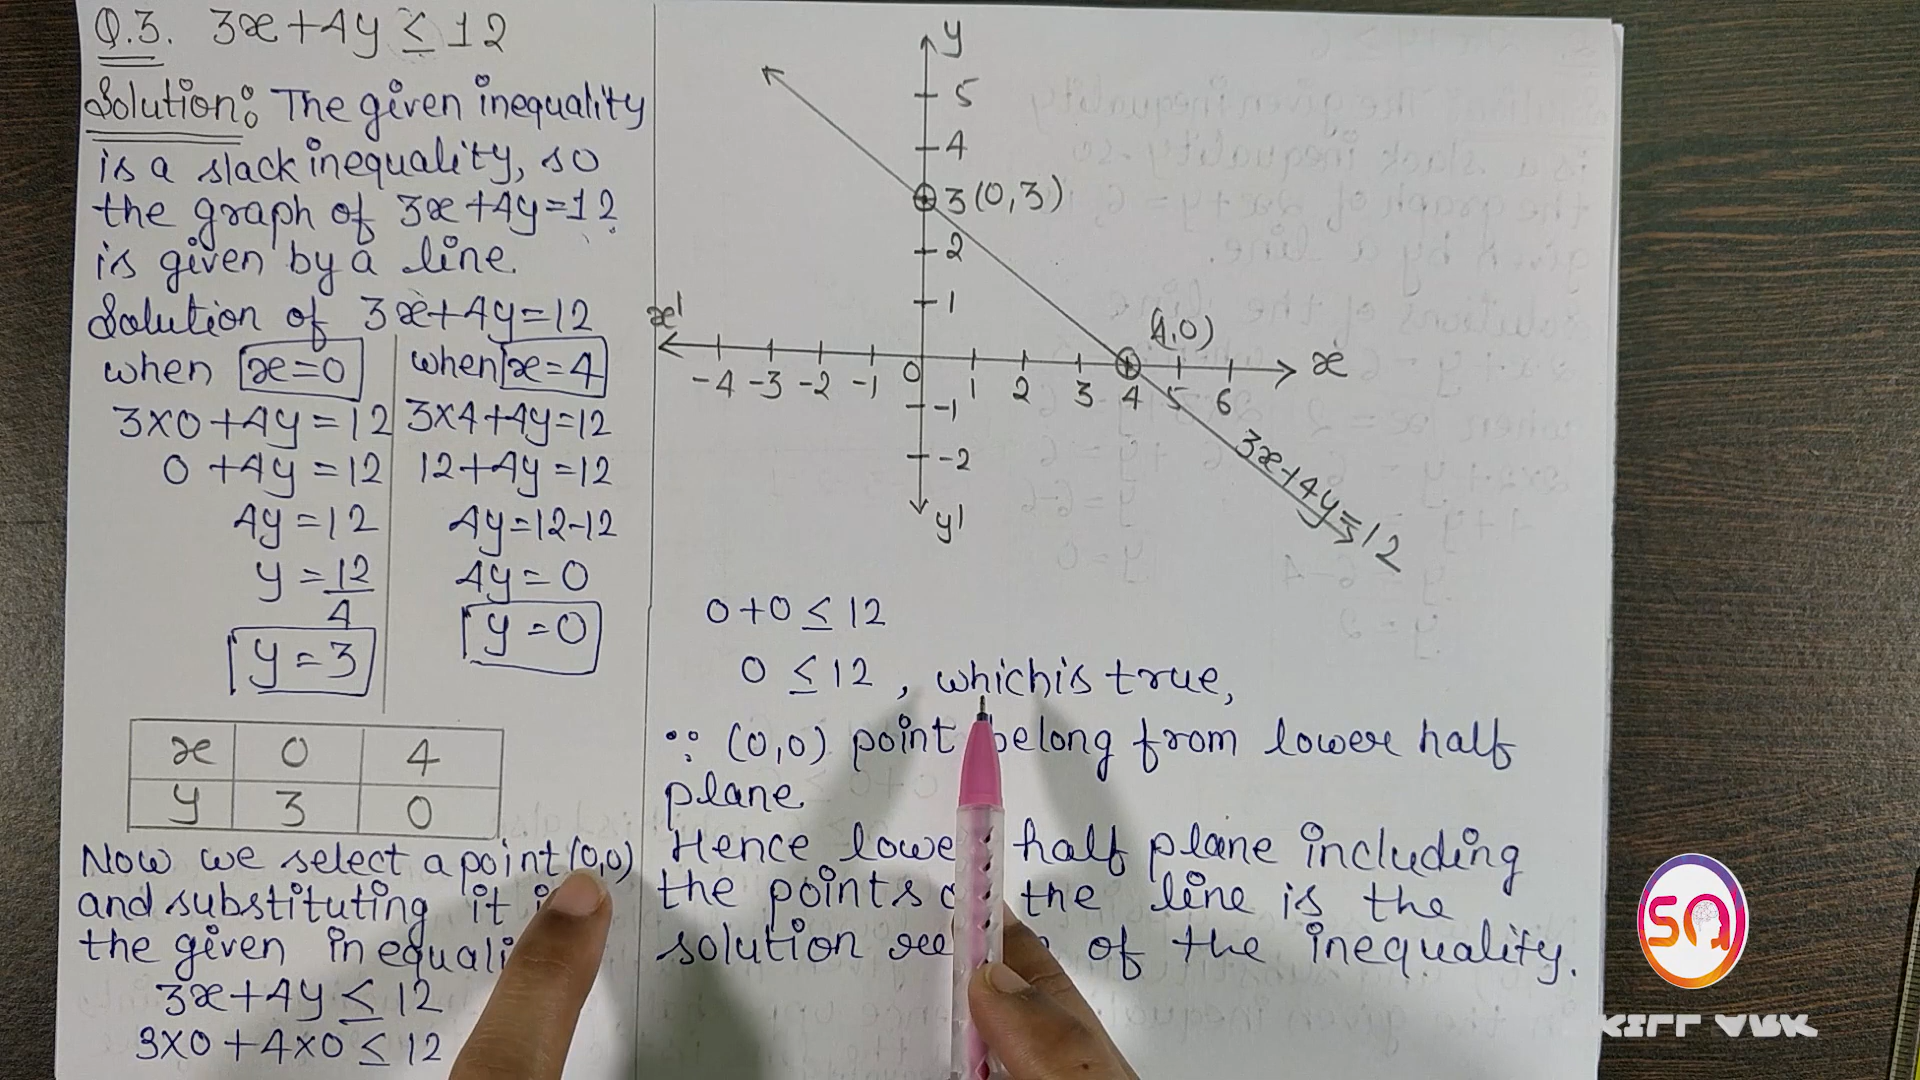 Q.3. 3x+4y ≤ 12
Solution: The given inequality
is a slack inequality, so
the graph of 3x+4y=12
is given by a line.
Solution of 3x+4y=12
when x=0
3×0+4y=12
0+4y=12
4y=12
y=12/4
y=3
when x=4
3×4+4y=12
12+4y=12
4y=12-12
4y=0
y=0
x 0 4
y 3 0
Now we select a point (0,0)
and substituting it
the given
3x+4y ≤ 12
3×0+4×0 ≤ 12
y
5
4
3 (0,3)
2
1
x' (4,0) x
-4 -3 -2 -1 0 1 2 3 4 5 6
-1
-2
y'
3x+4y=12
0+0 ≤ 12
0 ≤ 12, which is true,
∵ (0,0) point belong from lower half
plane
Hence half plane including
the points the line is the
solution of the inequality.
SA